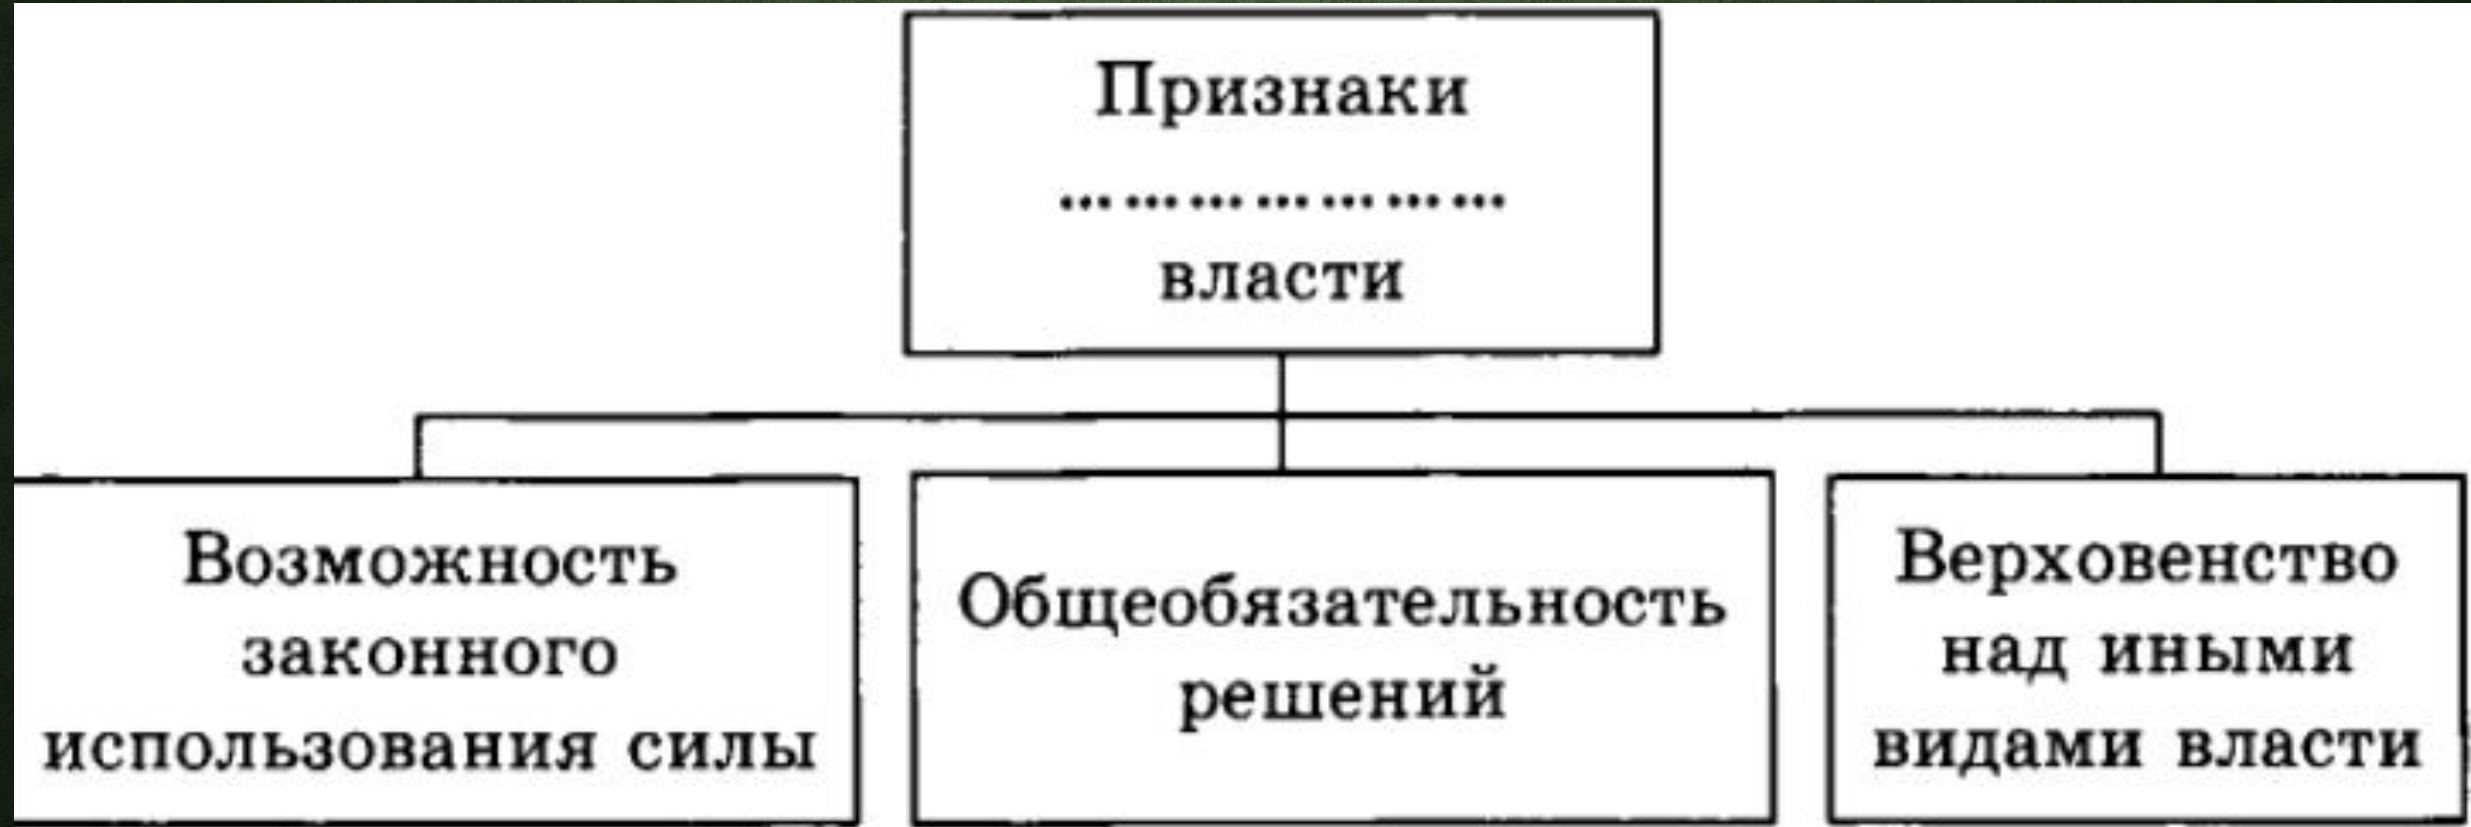 Признаки
… … … … … … …
власти
Возможность
законного
использования силы
Общеобязательность
решений
Верховенство
над иными
видами власти